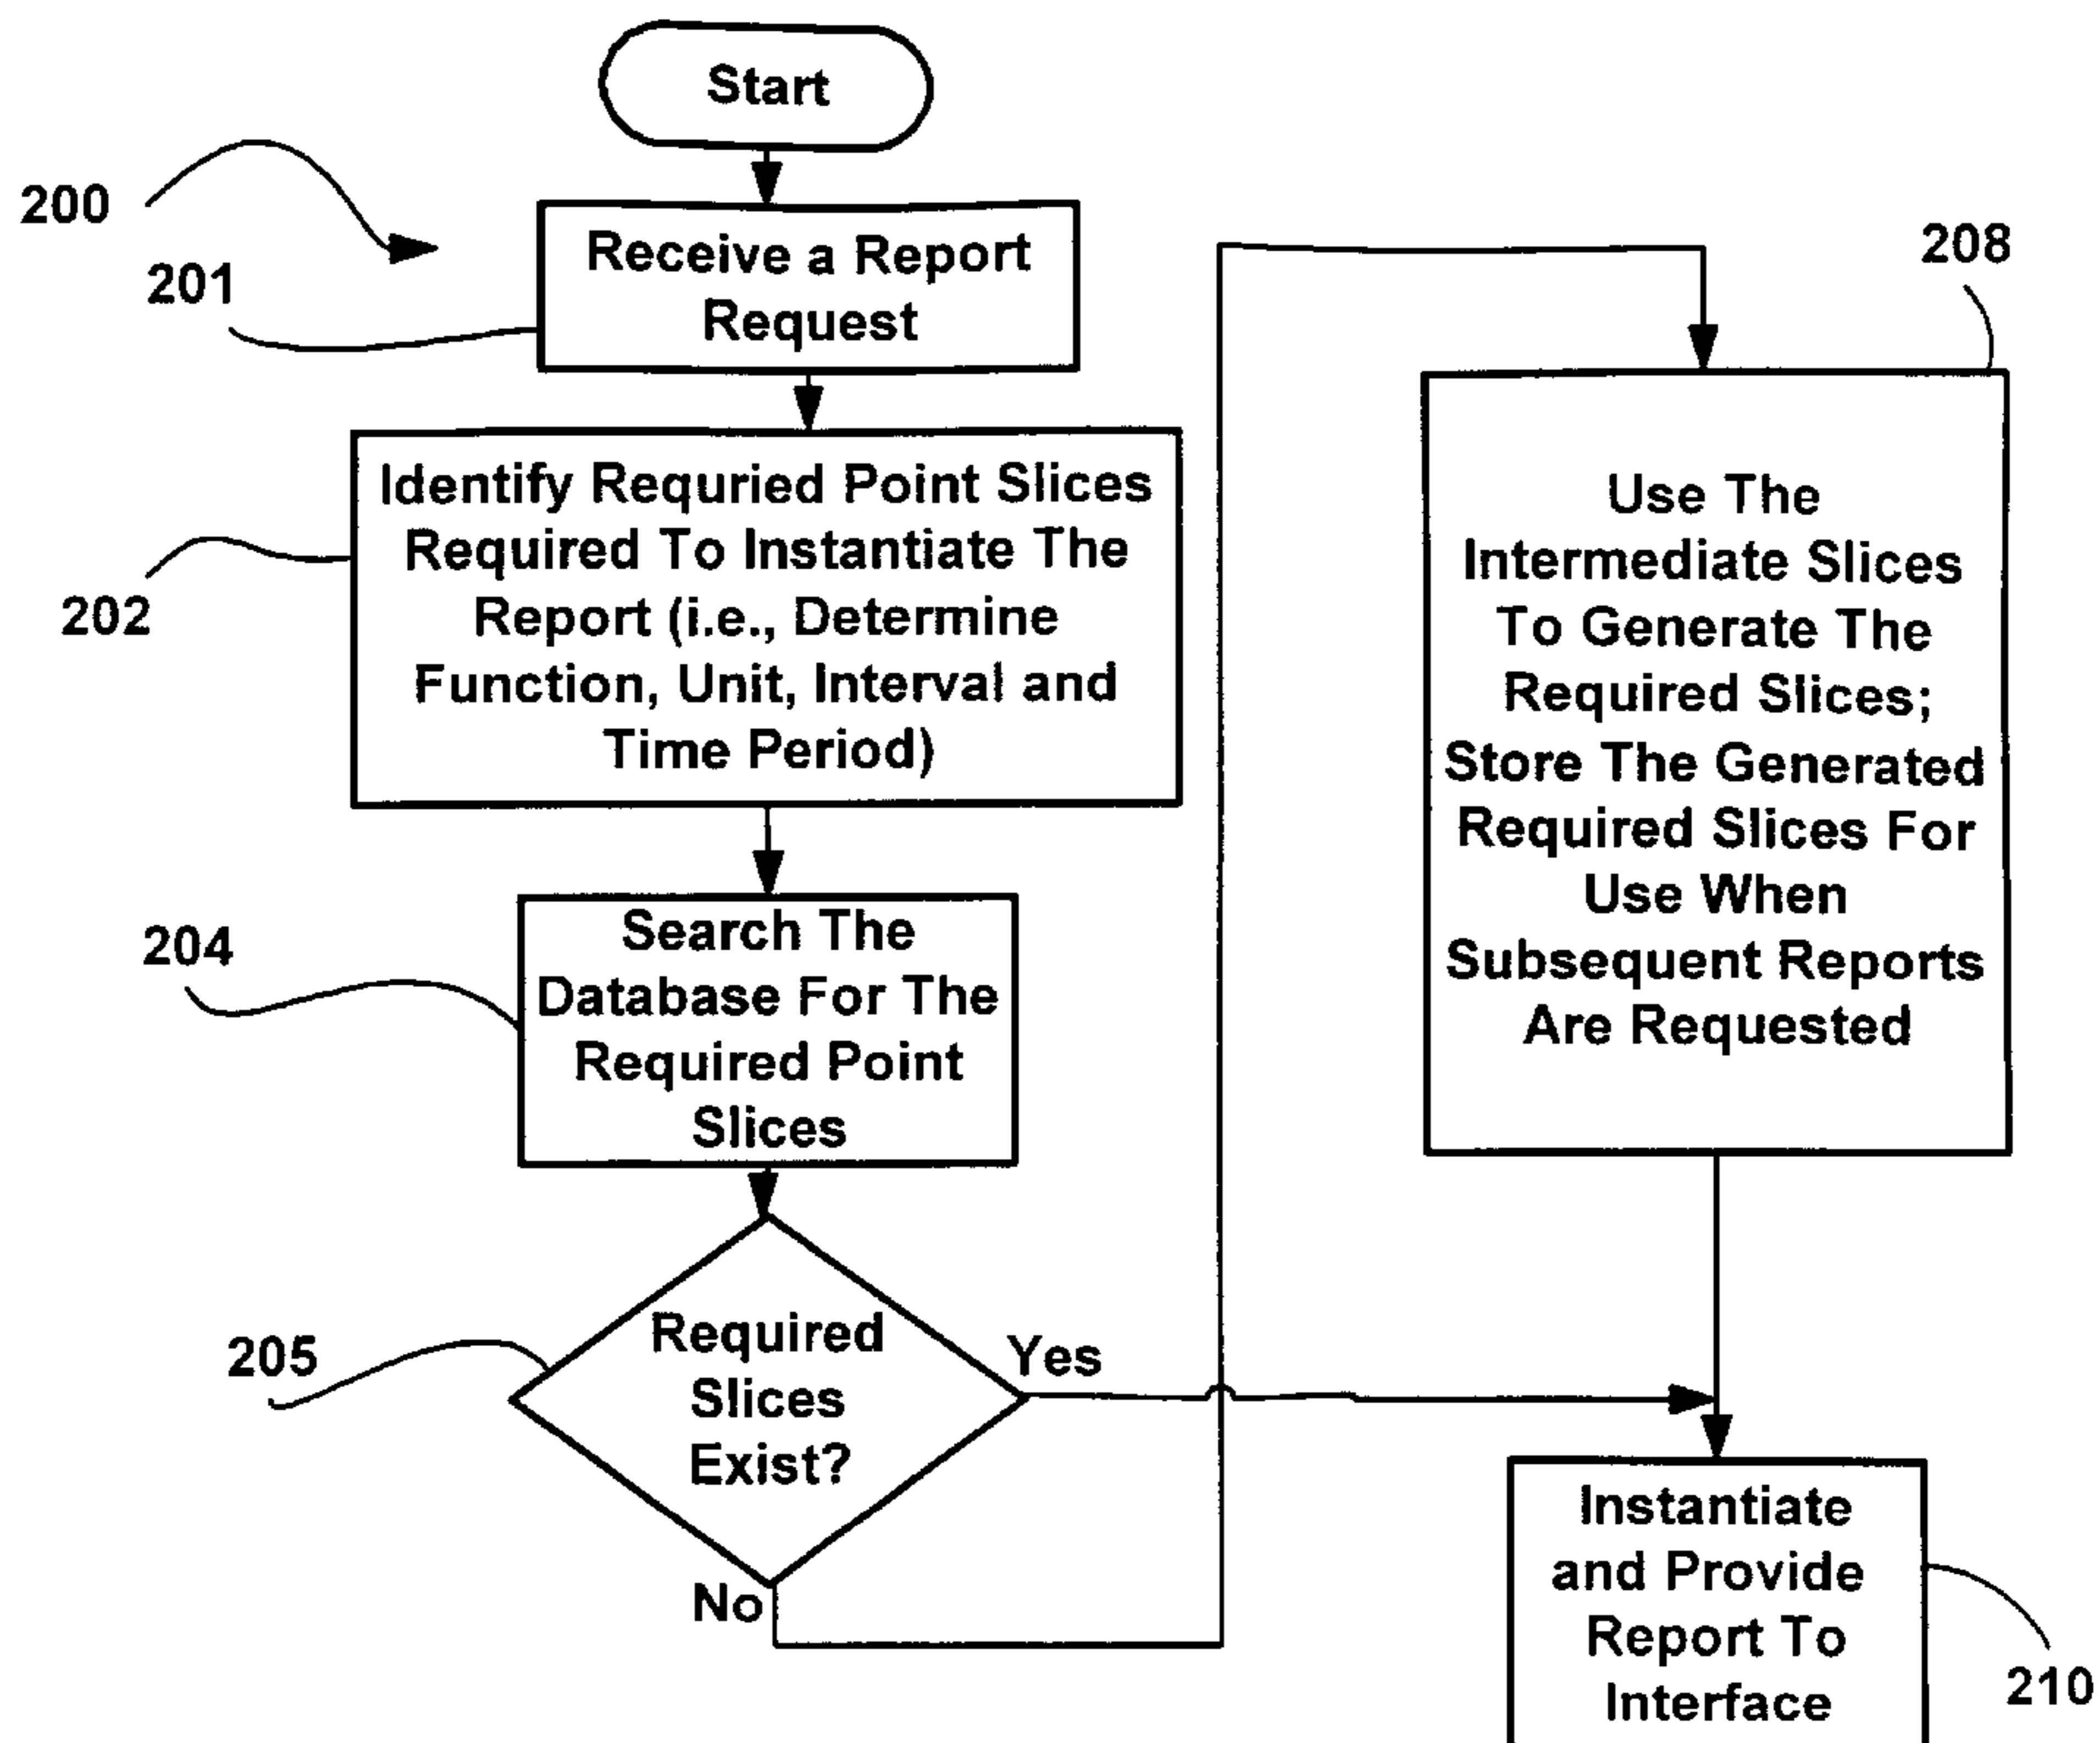 Start
200
201
Receive a Report
Request
202
Identify Requried Point Slices
Required To Instantiate The
Report (i.e., Determine
Function, Unit, Interval and
Time Period)
204
Search The
Database For The
Required Point
Slices
205
Required
Slices
Exist?
Yes
No
208
Use The
Intermediate Slices
To Generate The
Required Slices;
Store The Generated
Required Slices For
Use When
Subsequent Reports
Are Requested
Instantiate
and Provide
Report To
Interface
210